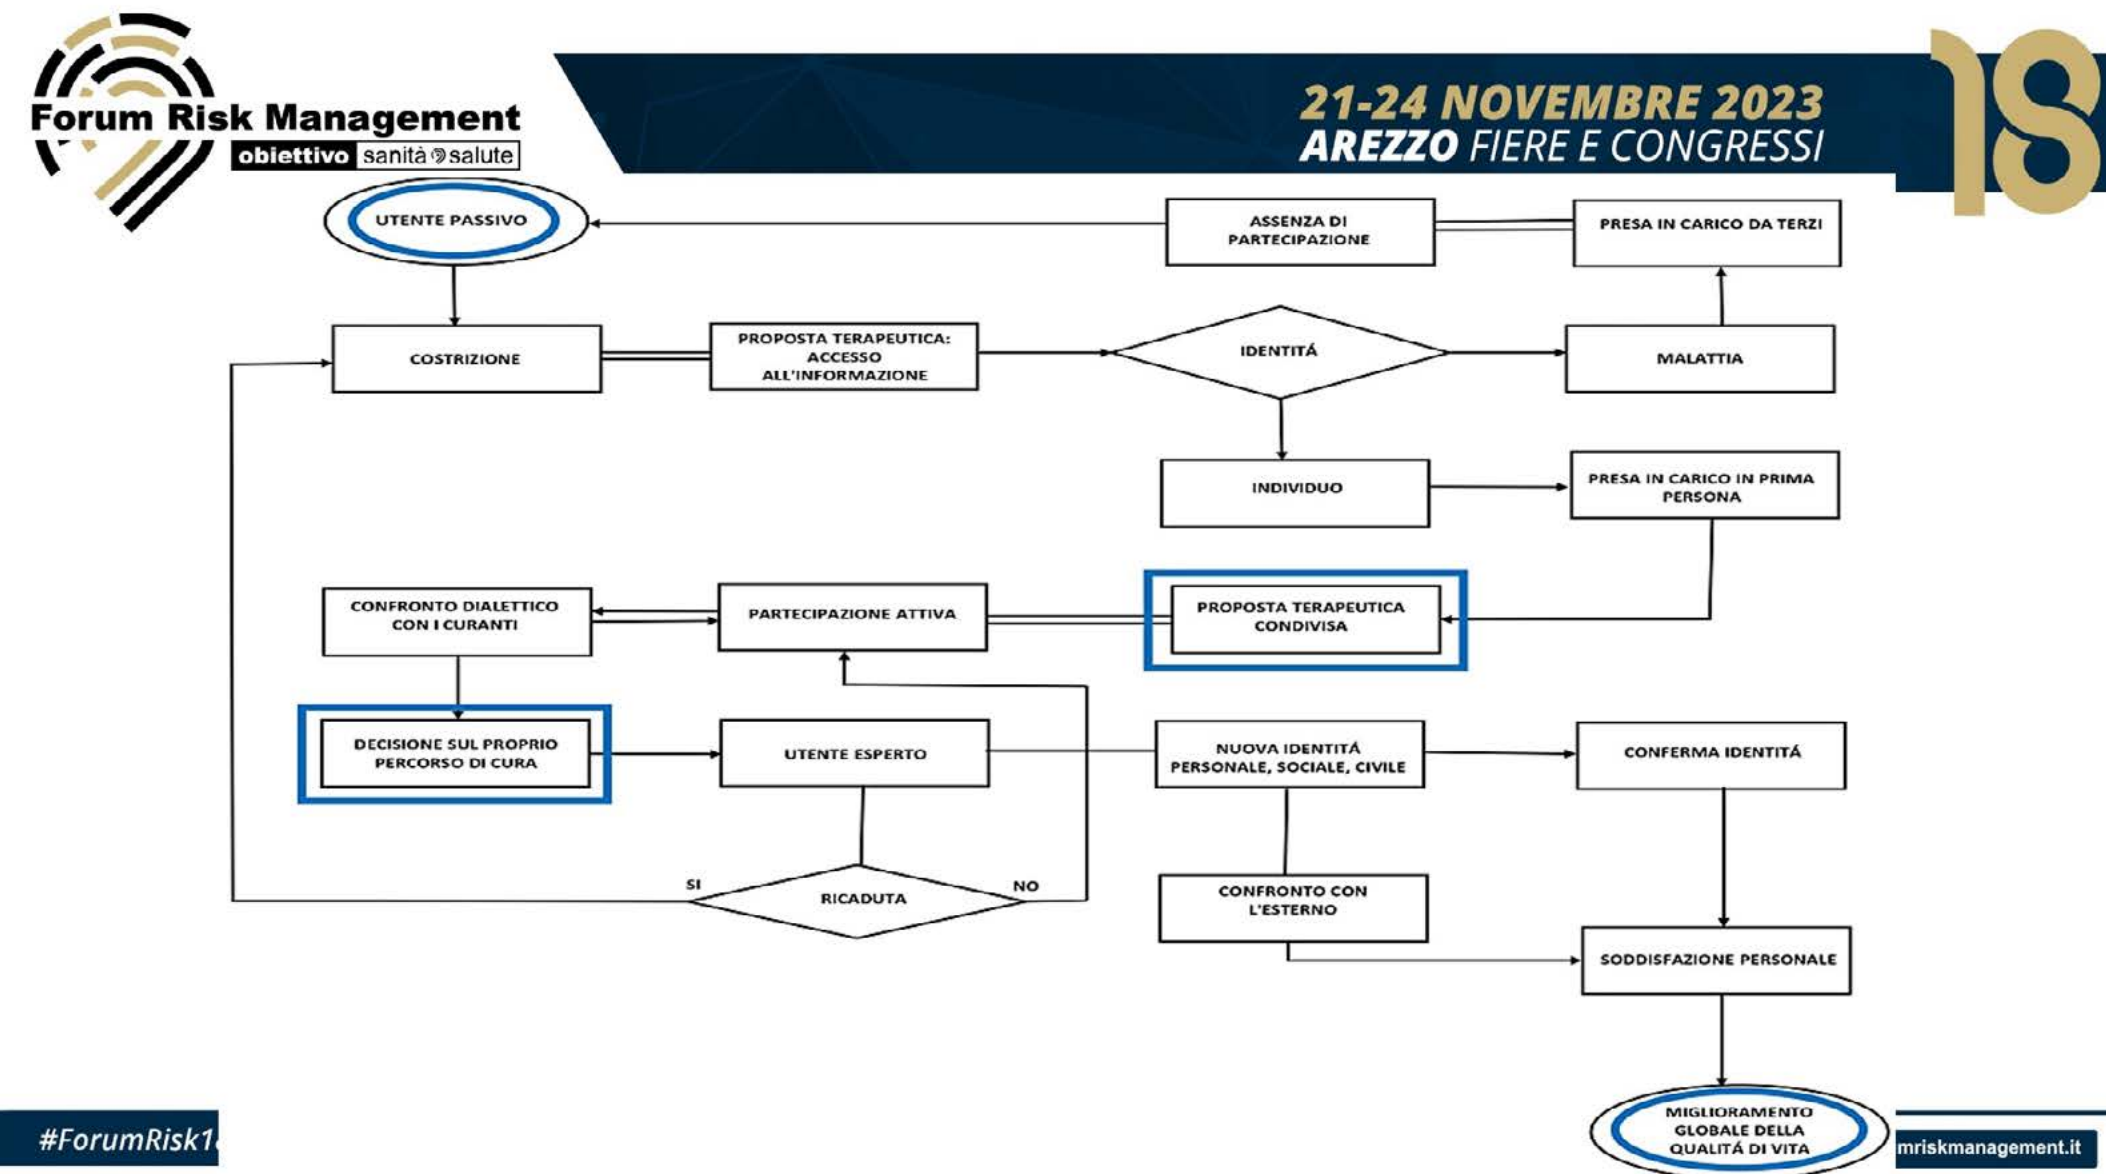 Forum Risk Management
obiettivo sanità salute
21-24 NOVEMBRE 2023
AREZZO FIERE E CONGRESSI
18
UTENTE PASSIVO
ASSENZA DI
PARTECIPAZIONE
PRESA IN CARICO DA TERZI
COSTRIZIONE
PROPOSTA TERAPEUTICA:
ACCESSO
ALL'INFORMAZIONE
IDENTITÁ
MALATTIA
INDIVIDUO
PRESA IN CARICO IN PRIMA
PERSONA
CONFRONTO DIALETTICO
CON I CURANTI
PARTECIPAZIONE ATTIVA
PROPOSTA TERAPEUTICA
CONDIVISA
DECISIONE SUL PROPRIO
PERCORSO DI CURA
UTENTE ESPERTO
NUOVA IDENTITÁ
PERSONALE, SOCIALE, CIVILE
CONFERMA IDENTITÁ
SI
RICADUTA
NO
CONFRONTO CON
L'ESTERNO
SODDISFAZIONE PERSONALE
MIGLIORAMENTO
GLOBALE DELLA
QUALITÁ DI VITA
#ForumRisk1
mriskmanagement.it